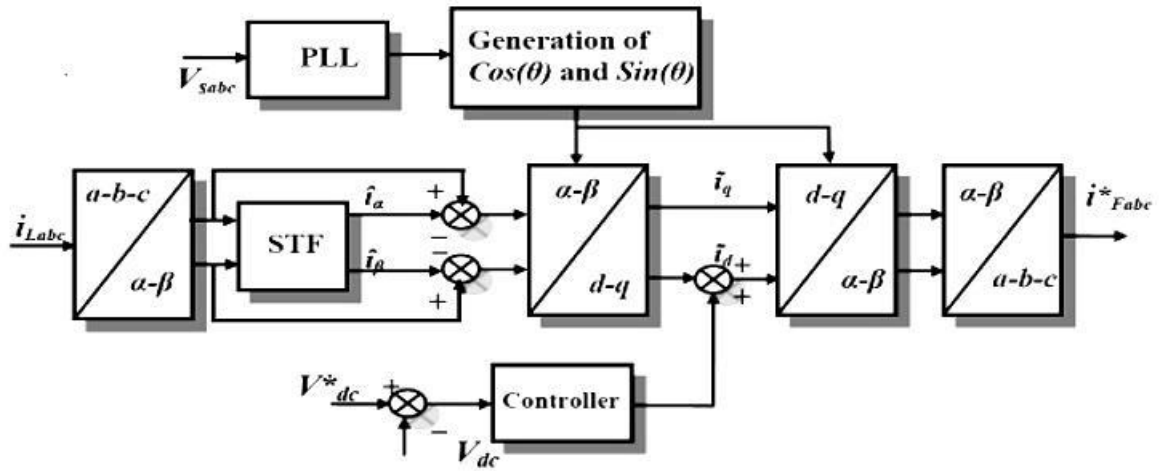 PLL
Generation of
Cos(θ) and Sin(θ)
V_sabc
a-b-c
α-β
i_Labc
STF
î_α
î_β
+
−
−
+
α-β
d-q
ĩ_q
ĩ_d
+
+
d-q
α-β
α-β
a-b-c
i*_Fabc
V*_dc
+
−
V_dc
Controller